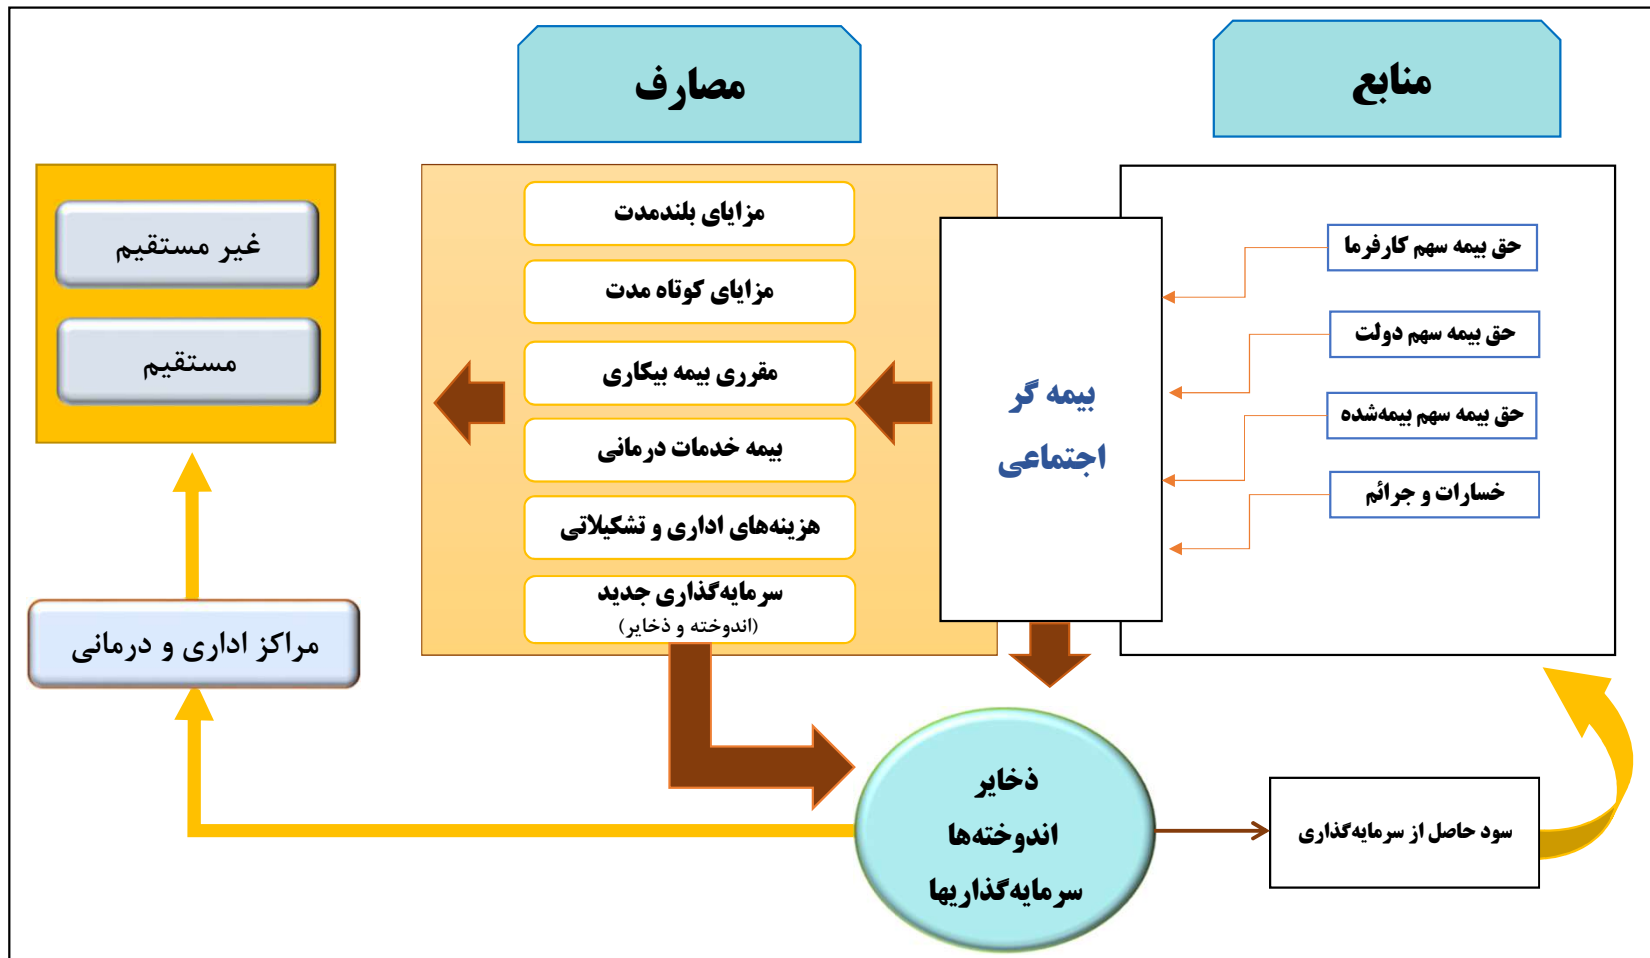 منابع
مصارف
حق بیمه سهم کارفرما
حق بیمه سهم دولت
حق بیمه سهم بیمه‌شده
خسارات و جرائم
بیمه گر
اجتماعی
مزایای بلندمدت
مزایای کوتاه مدت
مقرری بیمه بیکاری
بیمه خدمات درمانی
هزینه‌های اداری و تشکیلاتی
سرمایه‌گذاری جدید
(اندوخته و ذخایر)
غیر مستقیم
مستقیم
مراکز اداری و درمانی
ذخایر
اندوخته‌ها
سرمایه‌گذاریها
سود حاصل از سرمایه‌گذاری